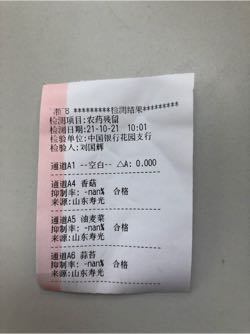 *********检测结果********
检测项目:农药残留
检测日期:21-10-21 10:01
检验单位:中国银行花园支行
检验人:刘国辉
通道A1 --空白-- △A: 0.000
通道A4 香菇
抑制率: -nan% 合格
来源:山东寿光
通道A5 油麦菜
抑制率: -nan% 合格
来源:山东寿光
通道A6 蒜苔
抑制率: -nan% 合格
来源:山东寿光